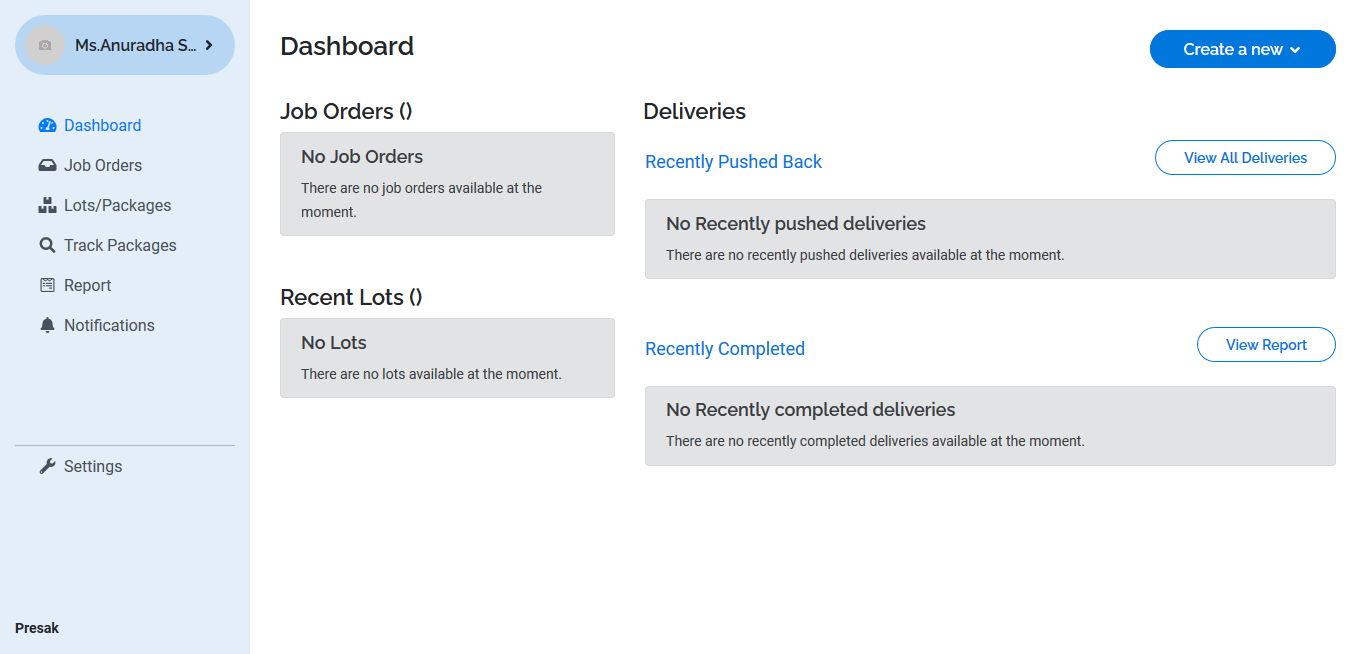 Ms.Anuradha S...
Dashboard
Job Orders
Lots/Packages
Track Packages
Report
Notifications
Settings
Presak
Dashboard
Create a new
Job Orders ()
No Job Orders
There are no job orders available at the
moment.
Recent Lots ()
No Lots
There are no lots available at the moment.
Deliveries
Recently Pushed Back
View All Deliveries
No Recently pushed deliveries
There are no recently pushed deliveries available at the moment.
Recently Completed
View Report
No Recently completed deliveries
There are no recently completed deliveries available at the moment.